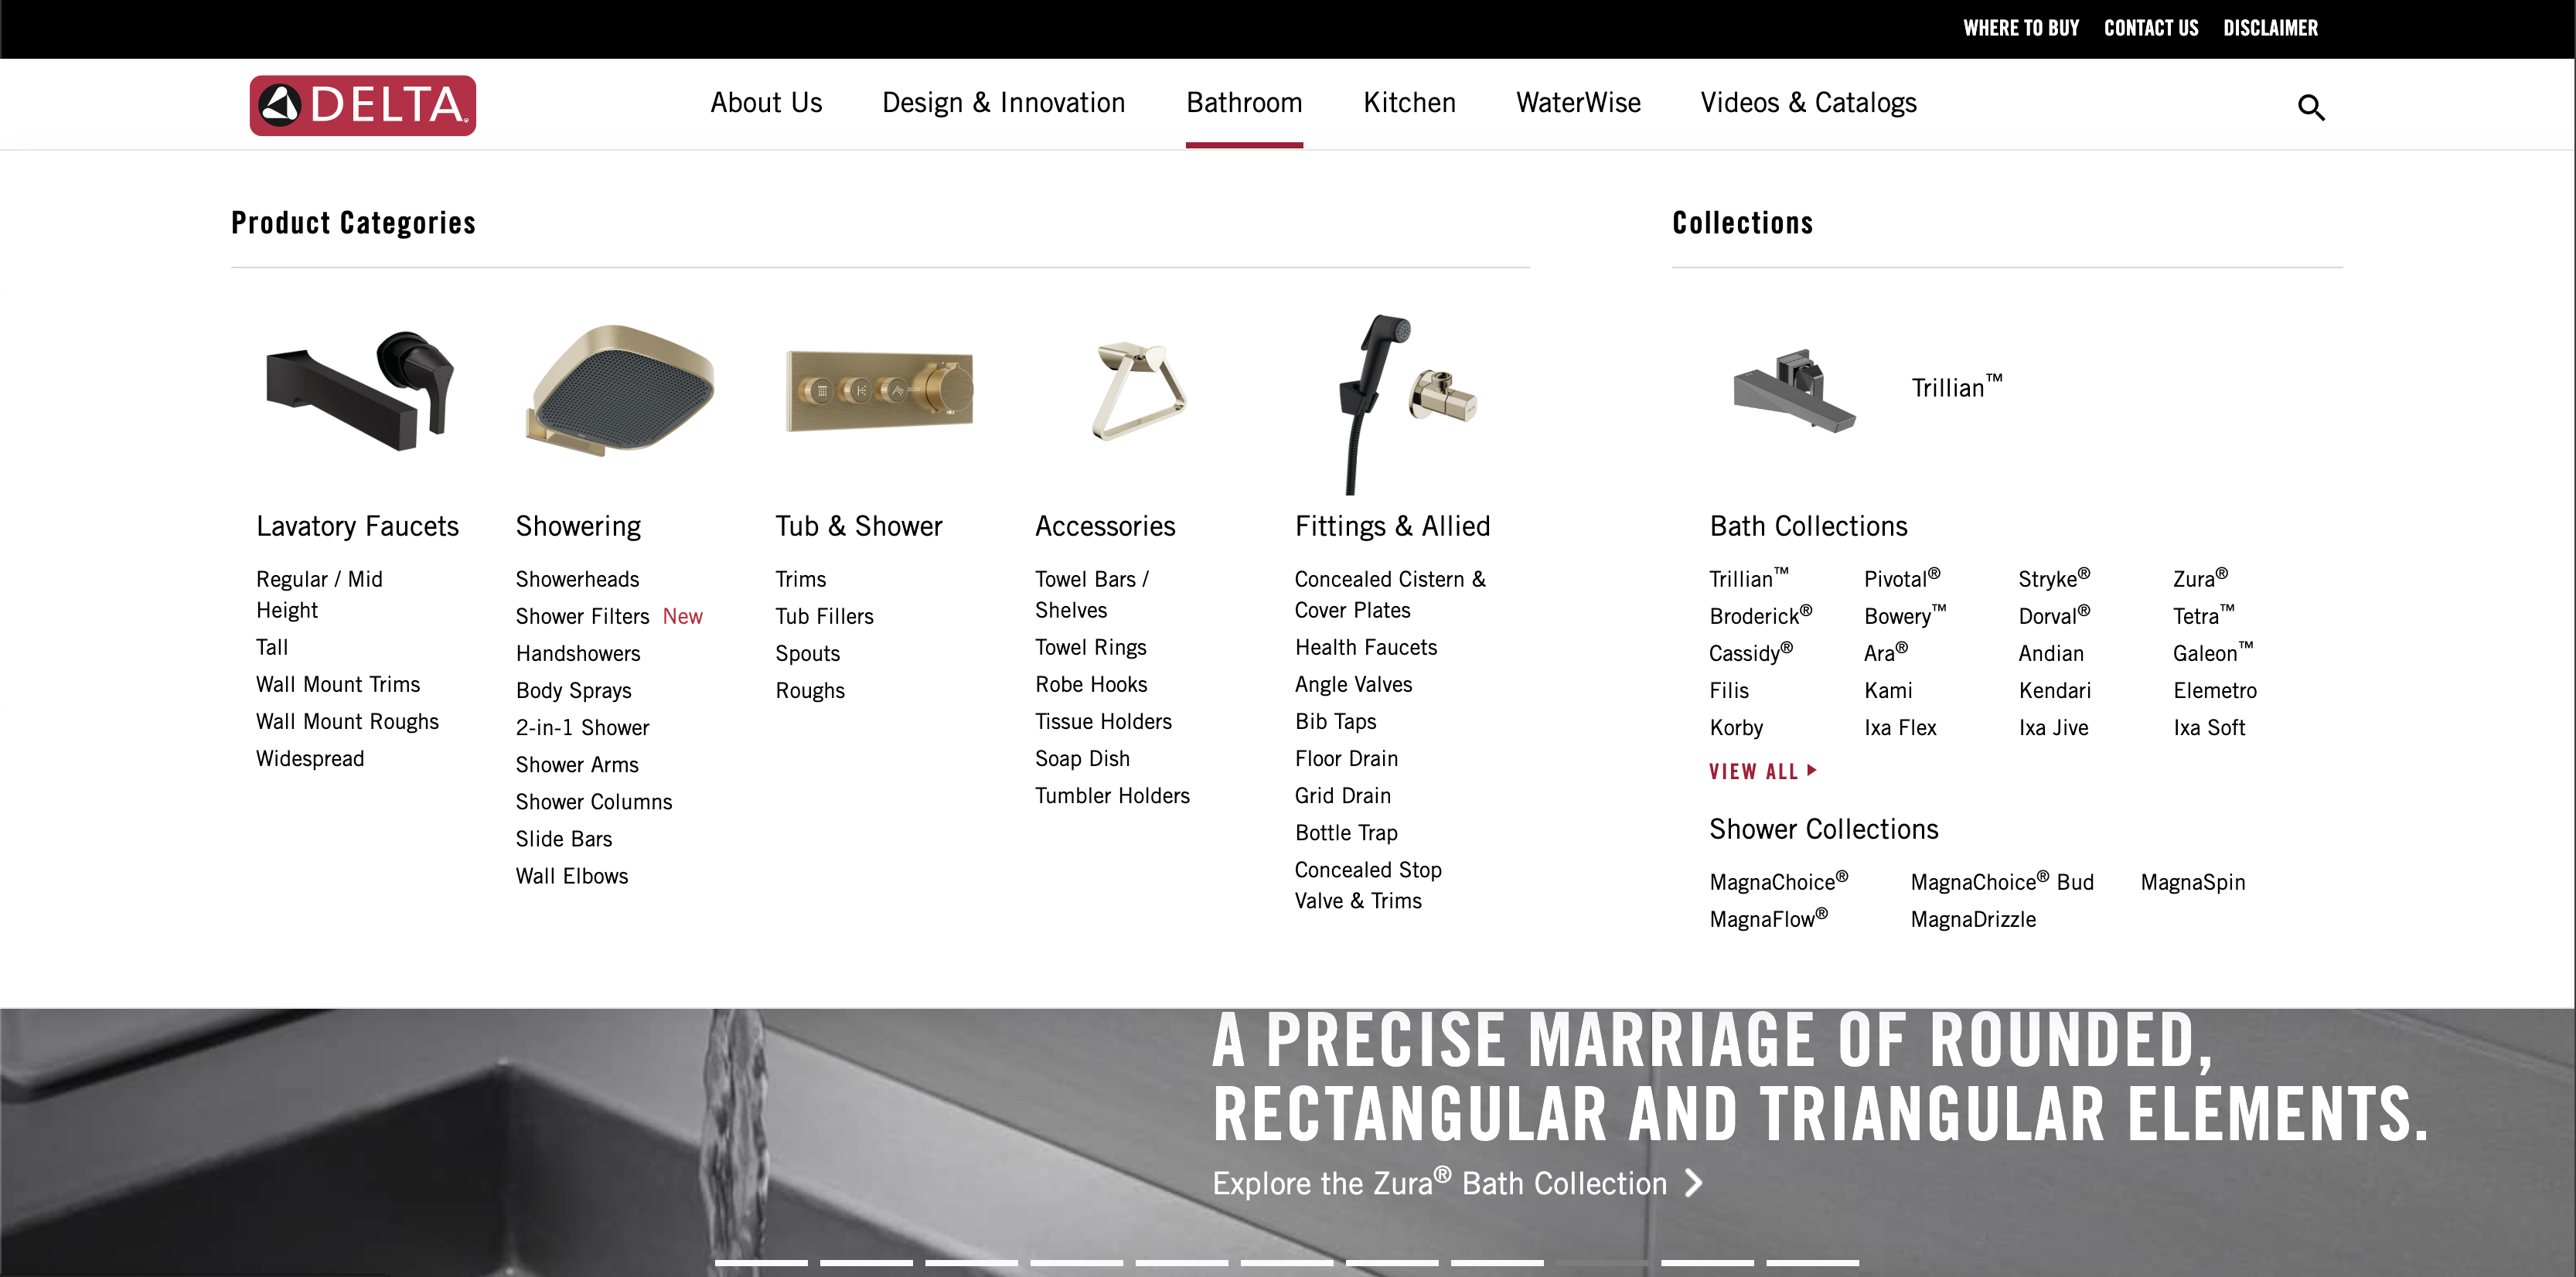 WHERE TO BUY CONTACT US DISCLAIMER
DELTA
About Us Design & Innovation Bathroom Kitchen WaterWise Videos & Catalogs
Product Categories
Lavatory Faucets
Regular / Mid
Height
Tall
Wall Mount Trims
Wall Mount Roughs
Widespread
Showering
Showerheads
Shower Filters New
Handshowers
Body Sprays
2-in-1 Shower
Shower Arms
Shower Columns
Slide Bars
Wall Elbows
Tub & Shower
Trims
Tub Fillers
Spouts
Roughs
Accessories
Towel Bars /
Shelves
Towel Rings
Robe Hooks
Tissue Holders
Soap Dish
Tumbler Holders
Fittings & Allied
Concealed Cistern &
Cover Plates
Health Faucets
Angle Valves
Bib Taps
Floor Drain
Grid Drain
Bottle Trap
Concealed Stop
Valve & Trims
Collections
Trillian™
Bath Collections
Trillian™ Pivotal® Stryke® Zura®
Broderick® Bowery™ Dorval® Tetra™
Cassidy® Ara® Andian Galeon™
Filis Kami Kendari Elemetro
Korby Ixa Flex Ixa Jive Ixa Soft
VIEW ALL
Shower Collections
MagnaChoice® MagnaChoice® Bud MagnaSpin
MagnaFlow® MagnaDrizzle
A PRECISE MARRIAGE OF ROUNDED,
RECTANGULAR AND TRIANGULAR ELEMENTS.
Explore the Zura® Bath Collection